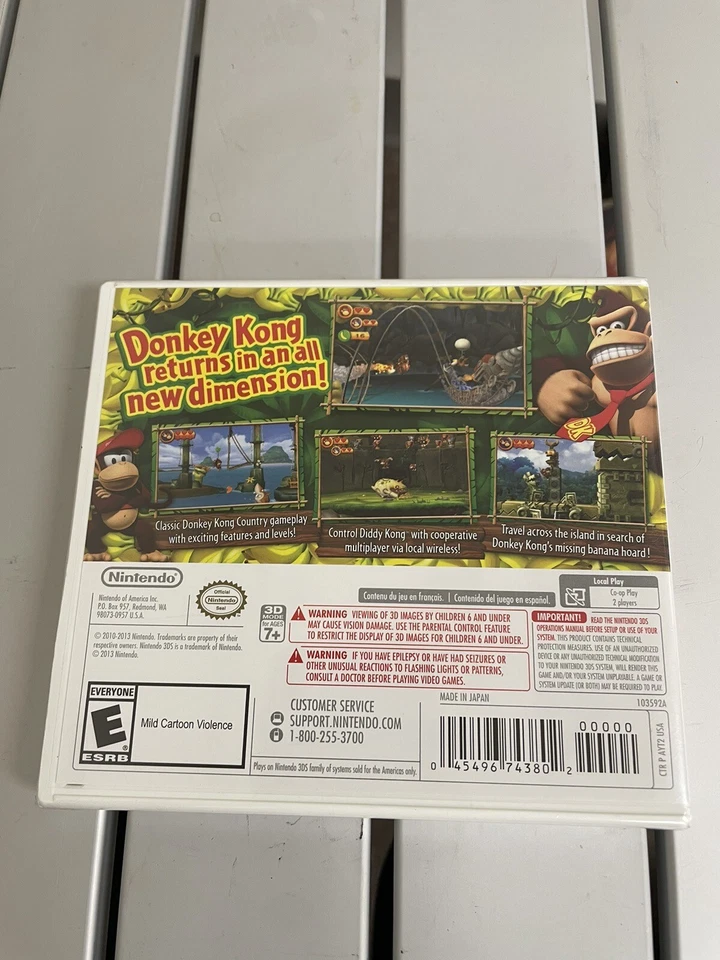 Donkey Kong
returns in an all
new dimension!
16
DK
Classic Donkey Kong Country gameplay
with exciting features and levels!
Control Diddy Kong™ with cooperative
multiplayer via local wireless!
Travel across the island in search of
Donkey Kong's missing banana hoard!
Nintendo®
Nintendo of America Inc.
P.O. Box 957, Redmond, WA
98073-0957 U.S.A.
Official
Nintendo
Seal
© 2010-2013 Nintendo. Trademarks are property of their
respective owners. Nintendo 3DS is a trademark of Nintendo.
© 2013 Nintendo.
Contenu du jeu en français. | Contenido del juego en español.
Local Play
Co-op Play
2 players
3D
MODE
for AGES
7+
WARNING VIEWING OF 3D IMAGES BY CHILDREN 6 AND UNDER
MAY CAUSE VISION DAMAGE. USE THE PARENTAL CONTROL FEATURE
TO RESTRICT THE DISPLAY OF 3D IMAGES FOR CHILDREN 6 AND UNDER.
WARNING IF YOU HAVE EPILEPSY OR HAVE HAD SEIZURES OR
OTHER UNUSUAL REACTIONS TO FLASHING LIGHTS OR PATTERNS,
CONSULT A DOCTOR BEFORE PLAYING VIDEO GAMES.
IMPORTANT! READ THE NINTENDO 3DS
OPERATIONS MANUAL BEFORE SETUP OR USE OF YOUR
SYSTEM. THIS PRODUCT CONTAINS TECHNICAL
PROTECTION MEASURES. USE OF AN UNAUTHORIZED
DEVICE OR ANY UNAUTHORIZED TECHNICAL MODIFICATION
TO YOUR NINTENDO 3DS SYSTEM, WILL RENDER THIS
GAME AND/OR YOUR SYSTEM UNPLAYABLE. A GAME OR
SYSTEM UPDATE (OR BOTH) MAY BE REQUIRED TO PLAY.
EVERYONE
E
®
ESRB
Mild Cartoon Violence
CUSTOMER SERVICE
SUPPORT.NINTENDO.COM
1-800-255-3700
Plays on Nintendo 3DS family of systems sold for the Americas only.
MADE IN JAPAN
103592A
00000
0 45496 74380 2
CTR P AYT2 USA